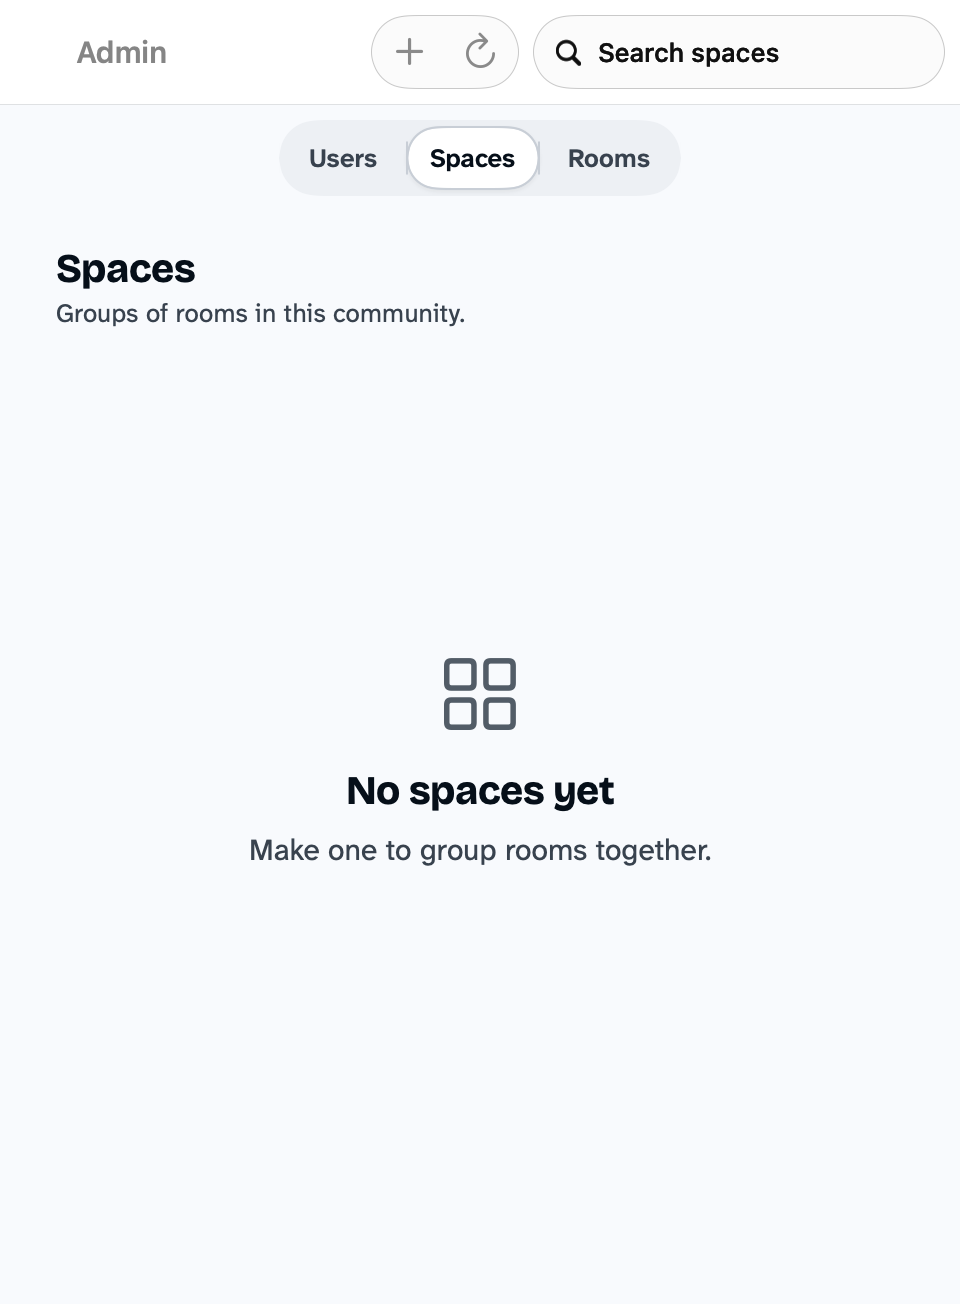 Admin
Search spaces
Users
Spaces
Rooms
Spaces
Groups of rooms in this community.
No spaces yet
Make one to group rooms together.